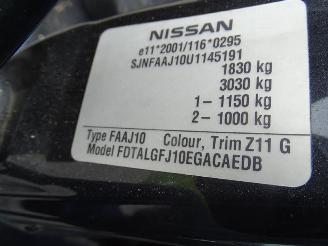 NISSAN
e11*2001/116*0295
SJNFAAJ10U1145191
1830 kg
3030 kg
1- 1150 kg
2- 1000 kg
Type FAAJ10 Colour, Trim Z11 G
Model FDTALGFJ10EGACAEDB